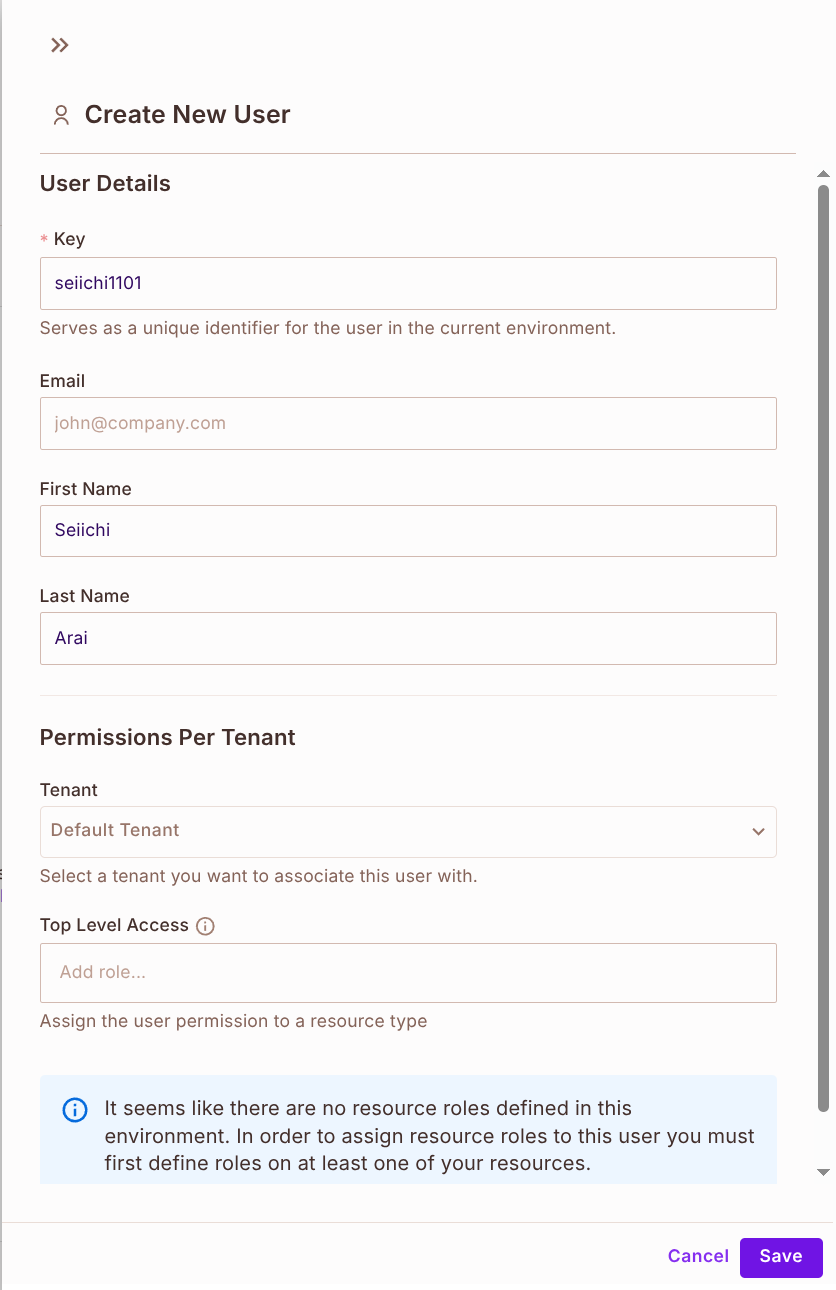 Create New User
User Details
* Key
seiichi1101
Serves as a unique identifier for the user in the current environment.
Email
john@company.com
First Name
Seiichi
Last Name
Arai
Permissions Per Tenant
Tenant
Default Tenant
Select a tenant you want to associate this user with.
Top Level Access
Add role...
Assign the user permission to a resource type
It seems like there are no resource roles defined in this
environment. In order to assign resource roles to this user you must
first define roles on at least one of your resources.
Cancel Save